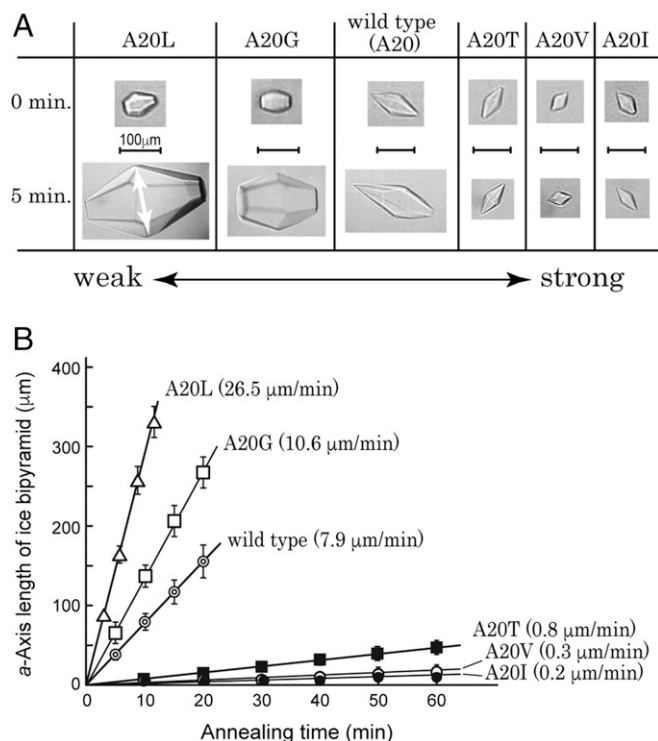 A
A20L A20G wild type (A20) A20T A20V A20I
0 min.
100μm
5 min.
weak strong
B
a-Axis length of ice bipyramid (μm)
400
300
200
100
0
A20L (26.5 μm/min)
A20G (10.6 μm/min)
wild type (7.9 μm/min)
A20T (0.8 μm/min)
A20V (0.3 μm/min)
A20I (0.2 μm/min)
0 10 20 30 40 50 60
Annealing time (min)